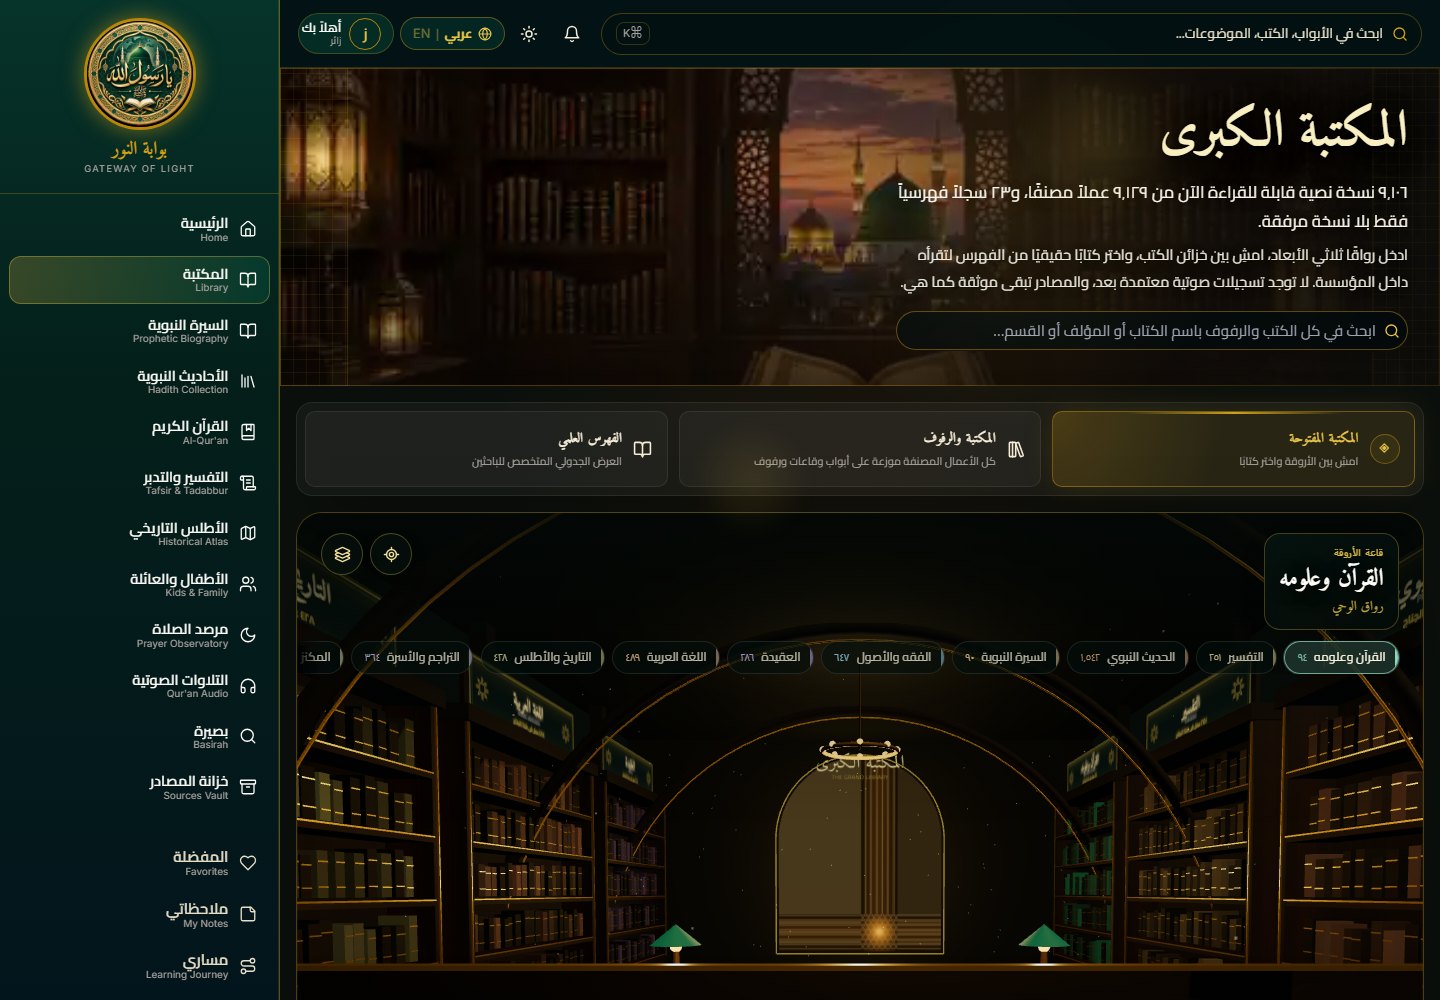 يا رسول الله
بوابة النور
GATEWAY OF LIGHT
الرئيسية
Home
المكتبة
Library
السيرة النبوية
Prophetic Biography
الأحاديث النبوية
Hadith Collection
القرآن الكريم
Al-Qur'an
التفسير والتدبر
Tafsir & Tadabbur
الأطلس التاريخي
Historical Atlas
الأطفال والعائلة
Kids & Family
مرصد الصلاة
Prayer Observatory
التلاوات الصوتية
Qur'an Audio
بصيرة
Basirah
خزانة المصادر
Sources Vault
المفضلة
Favorites
ملاحظاتي
My Notes
مساري
Learning Journey
ابحث في الأبواب، الكتب، الموضوعات...
⌘K
عربي | EN
ز
أهلاً بك
زائر
المكتبة الكبرى
٩,١٠٦ نسخة نصية قابلة للقراءة الآن من ٩,١٢٩ عملاً مصنفًا، و٢٣ سجلاً فهرسياً
فقط بلا نسخة مرفقة.
ادخل رواقًا ثلاثي الأبعاد، امشِ بين خزائن الكتب، واختر كتابًا حقيقيًا من الفهرس لتقرأه
داخل المؤسسة. لا توجد تسجيلات صوتية معتمدة بعد، والمصادر تبقى موثقة كما هي.
ابحث في كل الكتب والرفوف باسم الكتاب أو المؤلف أو القسم...
المكتبة المفتوحة
امشِ بين الأروقة واختر كتابًا
المكتبة والرفوف
كل الأعمال المصنفة موزعة على أبواب وقاعات ورفوف
الفهرس العلمي
العرض الجدولي المتخصص للباحثين
قاعة الأروقة
القرآن وعلومه
رواق الوحي
القرآن وعلومه ٩٤
التفسير ٢٥١
الحديث النبوي ١,٥٤٢
السيرة النبوية ٩٠
الفقه والأصول ٦٤٧
العقيدة ٢٨٦
اللغة العربية ٤٨٩
التاريخ والأطلس ٤٢٨
التراجم والأسرة ٣٦٤
اللغة العربية
التفسير
المكتبة الكبرى
THE GRAND LIBRARY